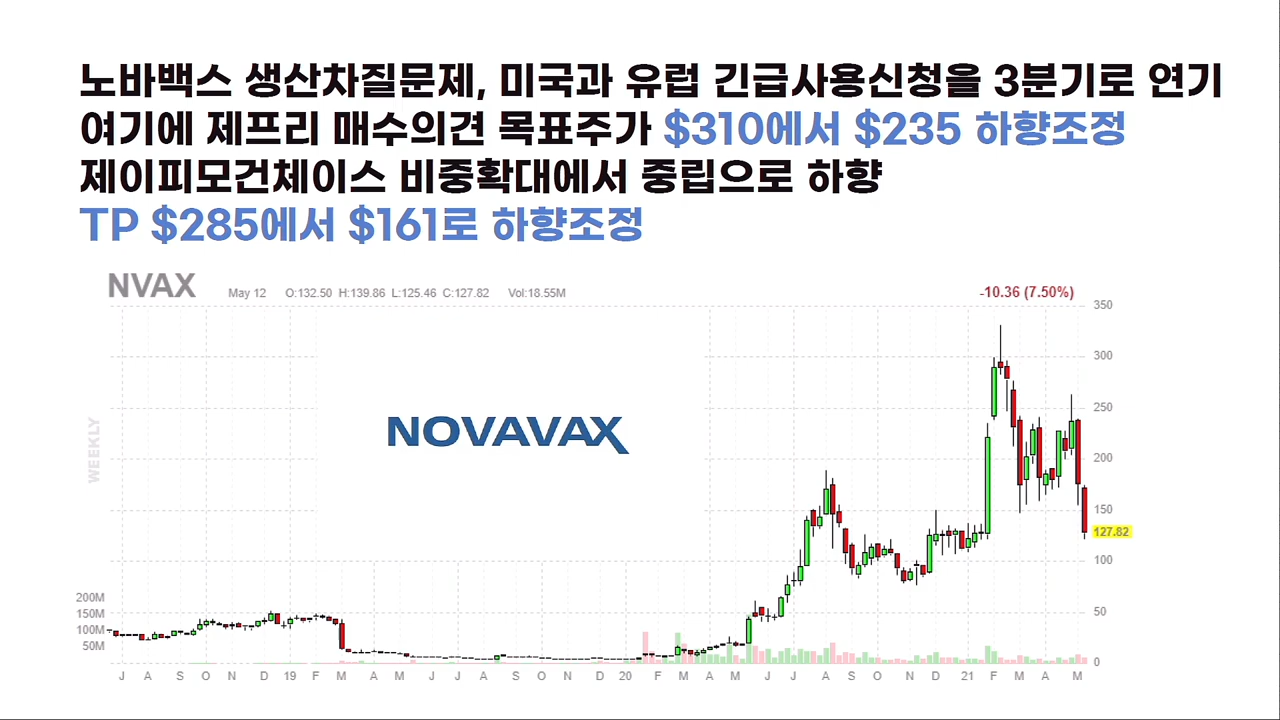 노바백스 생산차질문제, 미국과 유럽 긴급사용신청을 3분기로 연기
여기에 제프리 매수의견 목표주가 $310에서 $235 하향조정
제이피모건체이스 비중확대에서 중립으로 하향
TP $285에서 $161로 하향조정
NVAX May 12 O:132.50 H:139.86 L:125.46 C:127.82 Vol:18.55M -10.36 (7.50%)
350
300
250
NOVAVAX
WEEKLY
200
150
127.82
100
200M
150M
100M
50M
50
0
J A S O N D 19 F M A M J J A S O N D 20 F M A M J J A S O N D 21 F M A M